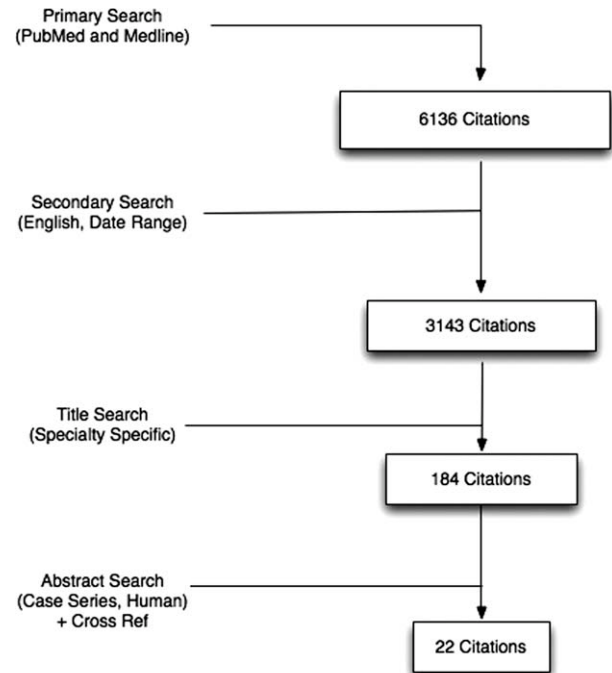 Primary Search
(PubMed and Medline)
6136 Citations
Secondary Search
(English, Date Range)
3143 Citations
Title Search
(Specialty Specific)
184 Citations
Abstract Search
(Case Series, Human)
+ Cross Ref
22 Citations